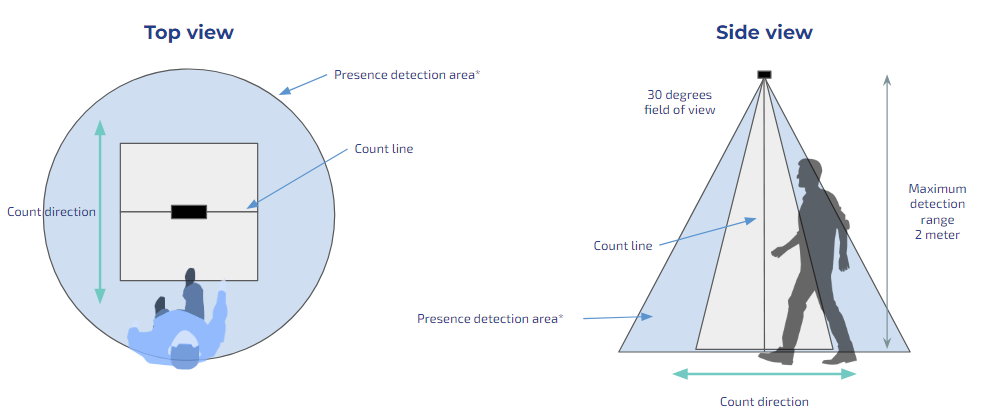 Top view
Presence detection area*
Count line
Count direction
Side view
30 degrees
field of view
Maximum
detection
range
2 meter
Count line
Presence detection area*
Count direction